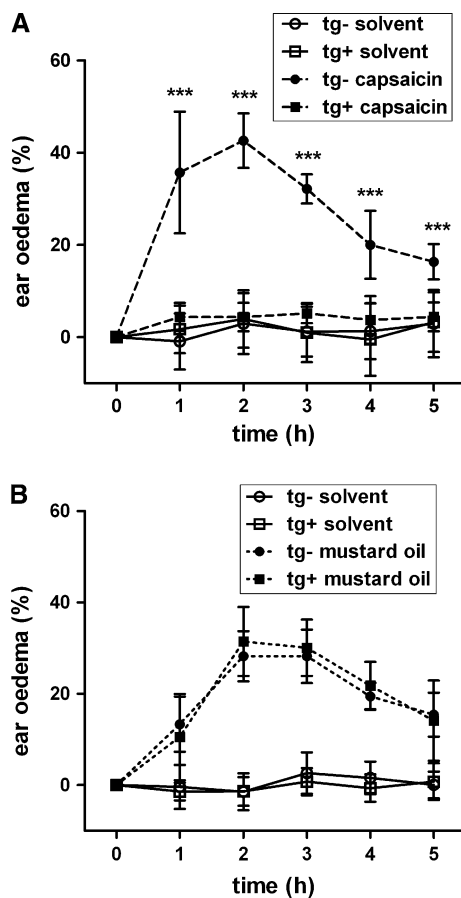 A
tg- solvent
tg+ solvent
tg- capsaicin
tg+ capsaicin
60
40
20
0
ear oedema (%)
***
***
***
***
***
0 1 2 3 4 5
time (h)
B
tg- solvent
tg+ solvent
tg- mustard oil
tg+ mustard oil
60
40
20
0
ear oedema (%)
0 1 2 3 4 5
time (h)